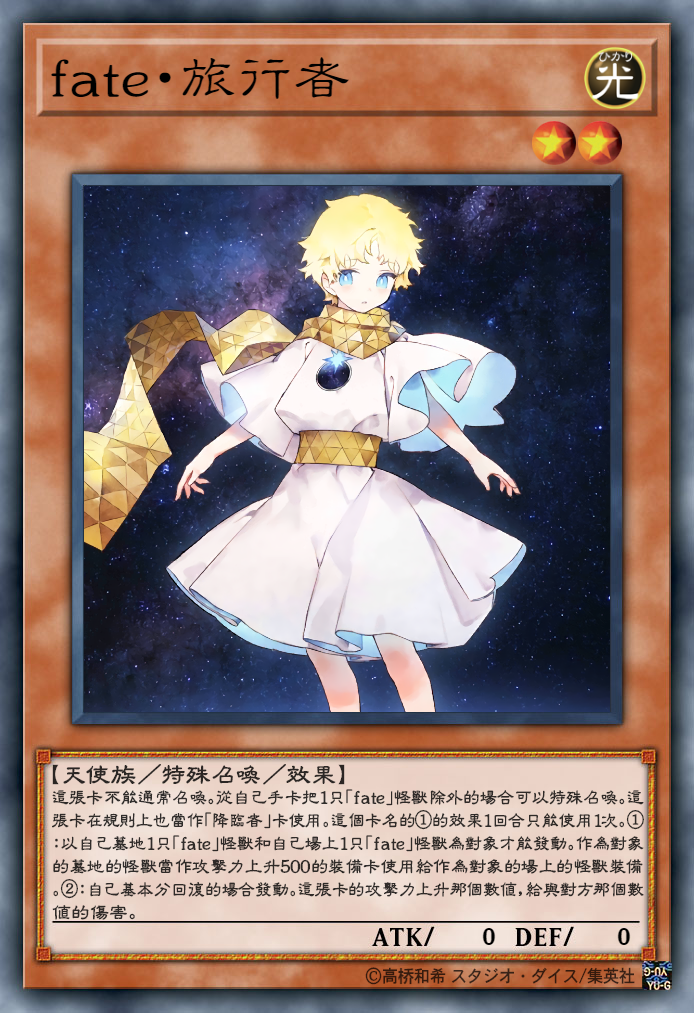 fate・旅行者
ひかり
光
【天使族／特殊召喚／效果】
這張卡不能通常召喚。從自己手卡把1只「fate」怪獸除外的場合可以特殊召喚。這
張卡在規則上也當作「降臨者」卡使用。這個卡名的①的效果1回合只能使用1次。①
：以自己墓地1只「fate」怪獸和自己場上1只「fate」怪獸為對象才能發動。作為對象
的墓地的怪獸當作攻擊力上升500的裝備卡使用給作為對象的場上的怪獸裝備
。②：自己基本分回復的場合發動。這張卡的攻擊力上升那個數值，給與對方那個數
值的傷害。
ATK/ 0 DEF/ 0
©高桥和希 スタジオ・ダイス/集英社